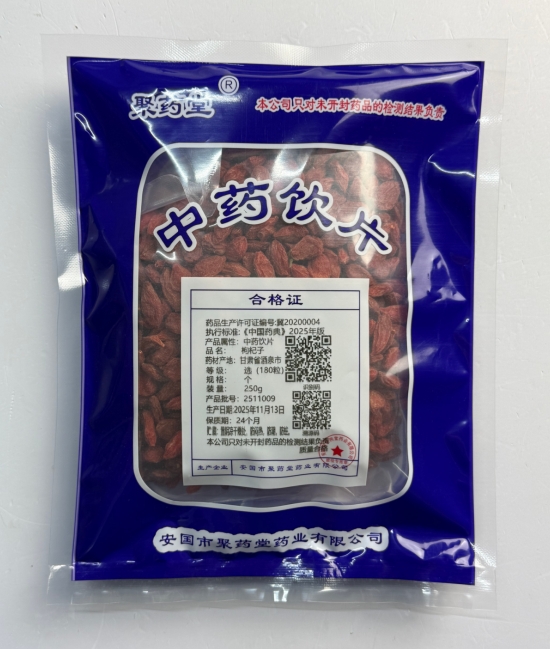 聚药堂®
本公司只对未开封药品的检测结果负责
中药饮片
合格证
药品生产许可证编号:冀20200004
执行标准:《中国药典》2025年版
产品属性: 中药饮片
品名: 枸杞子
药材产地: 甘肃省酒泉市
等级: 选 (180粒)
规格: 个
装量: 250g
产品批号: 2511009
生产日期:2025年11月13日
保质期: 24个月
本公司只对未开封药品的检测结果负责
质量合格
生产企业 安国市聚药堂药业有限公司
安国市聚药堂药业有限公司